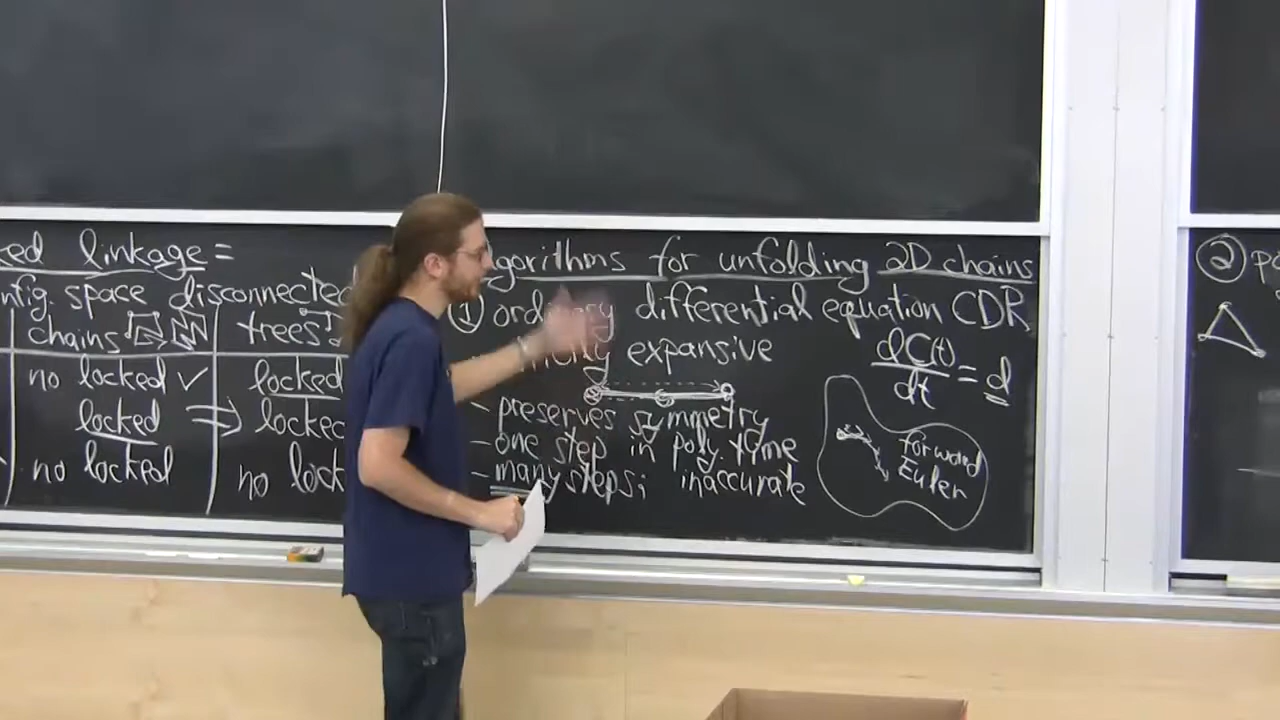 linkage =
space disconnected
chains
trees
no locked ✓
locked
locked ⇒
locked
no locked
no locked
algorithms for unfolding 2D chains
① ordinary differential equation CDR
expansive
dC(t)
dt
= d
- preserves symmetry
- one step in poly. time
- many steps: inaccurate
forward
Euler
②